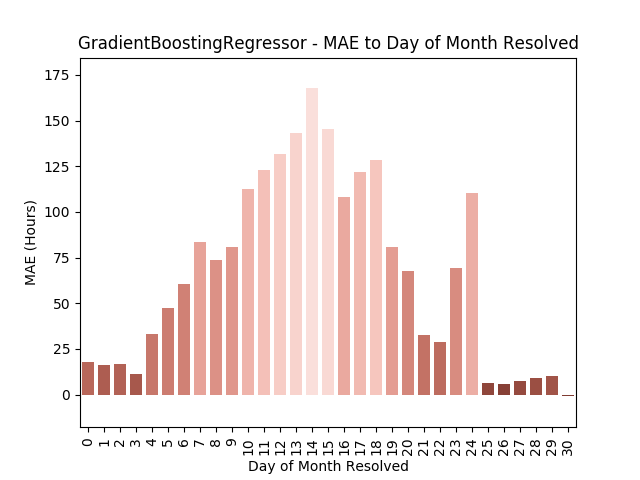 GradientBoostingRegressor - MAE to Day of Month Resolved
175
150
125
100
75
50
25
0
MAE (Hours)
0 1 2 3 4 5 6 7 8 9 10 11 12 13 14 15 16 17 18 19 20 21 22 23 24 25 26 27 28 29 30
Day of Month Resolved